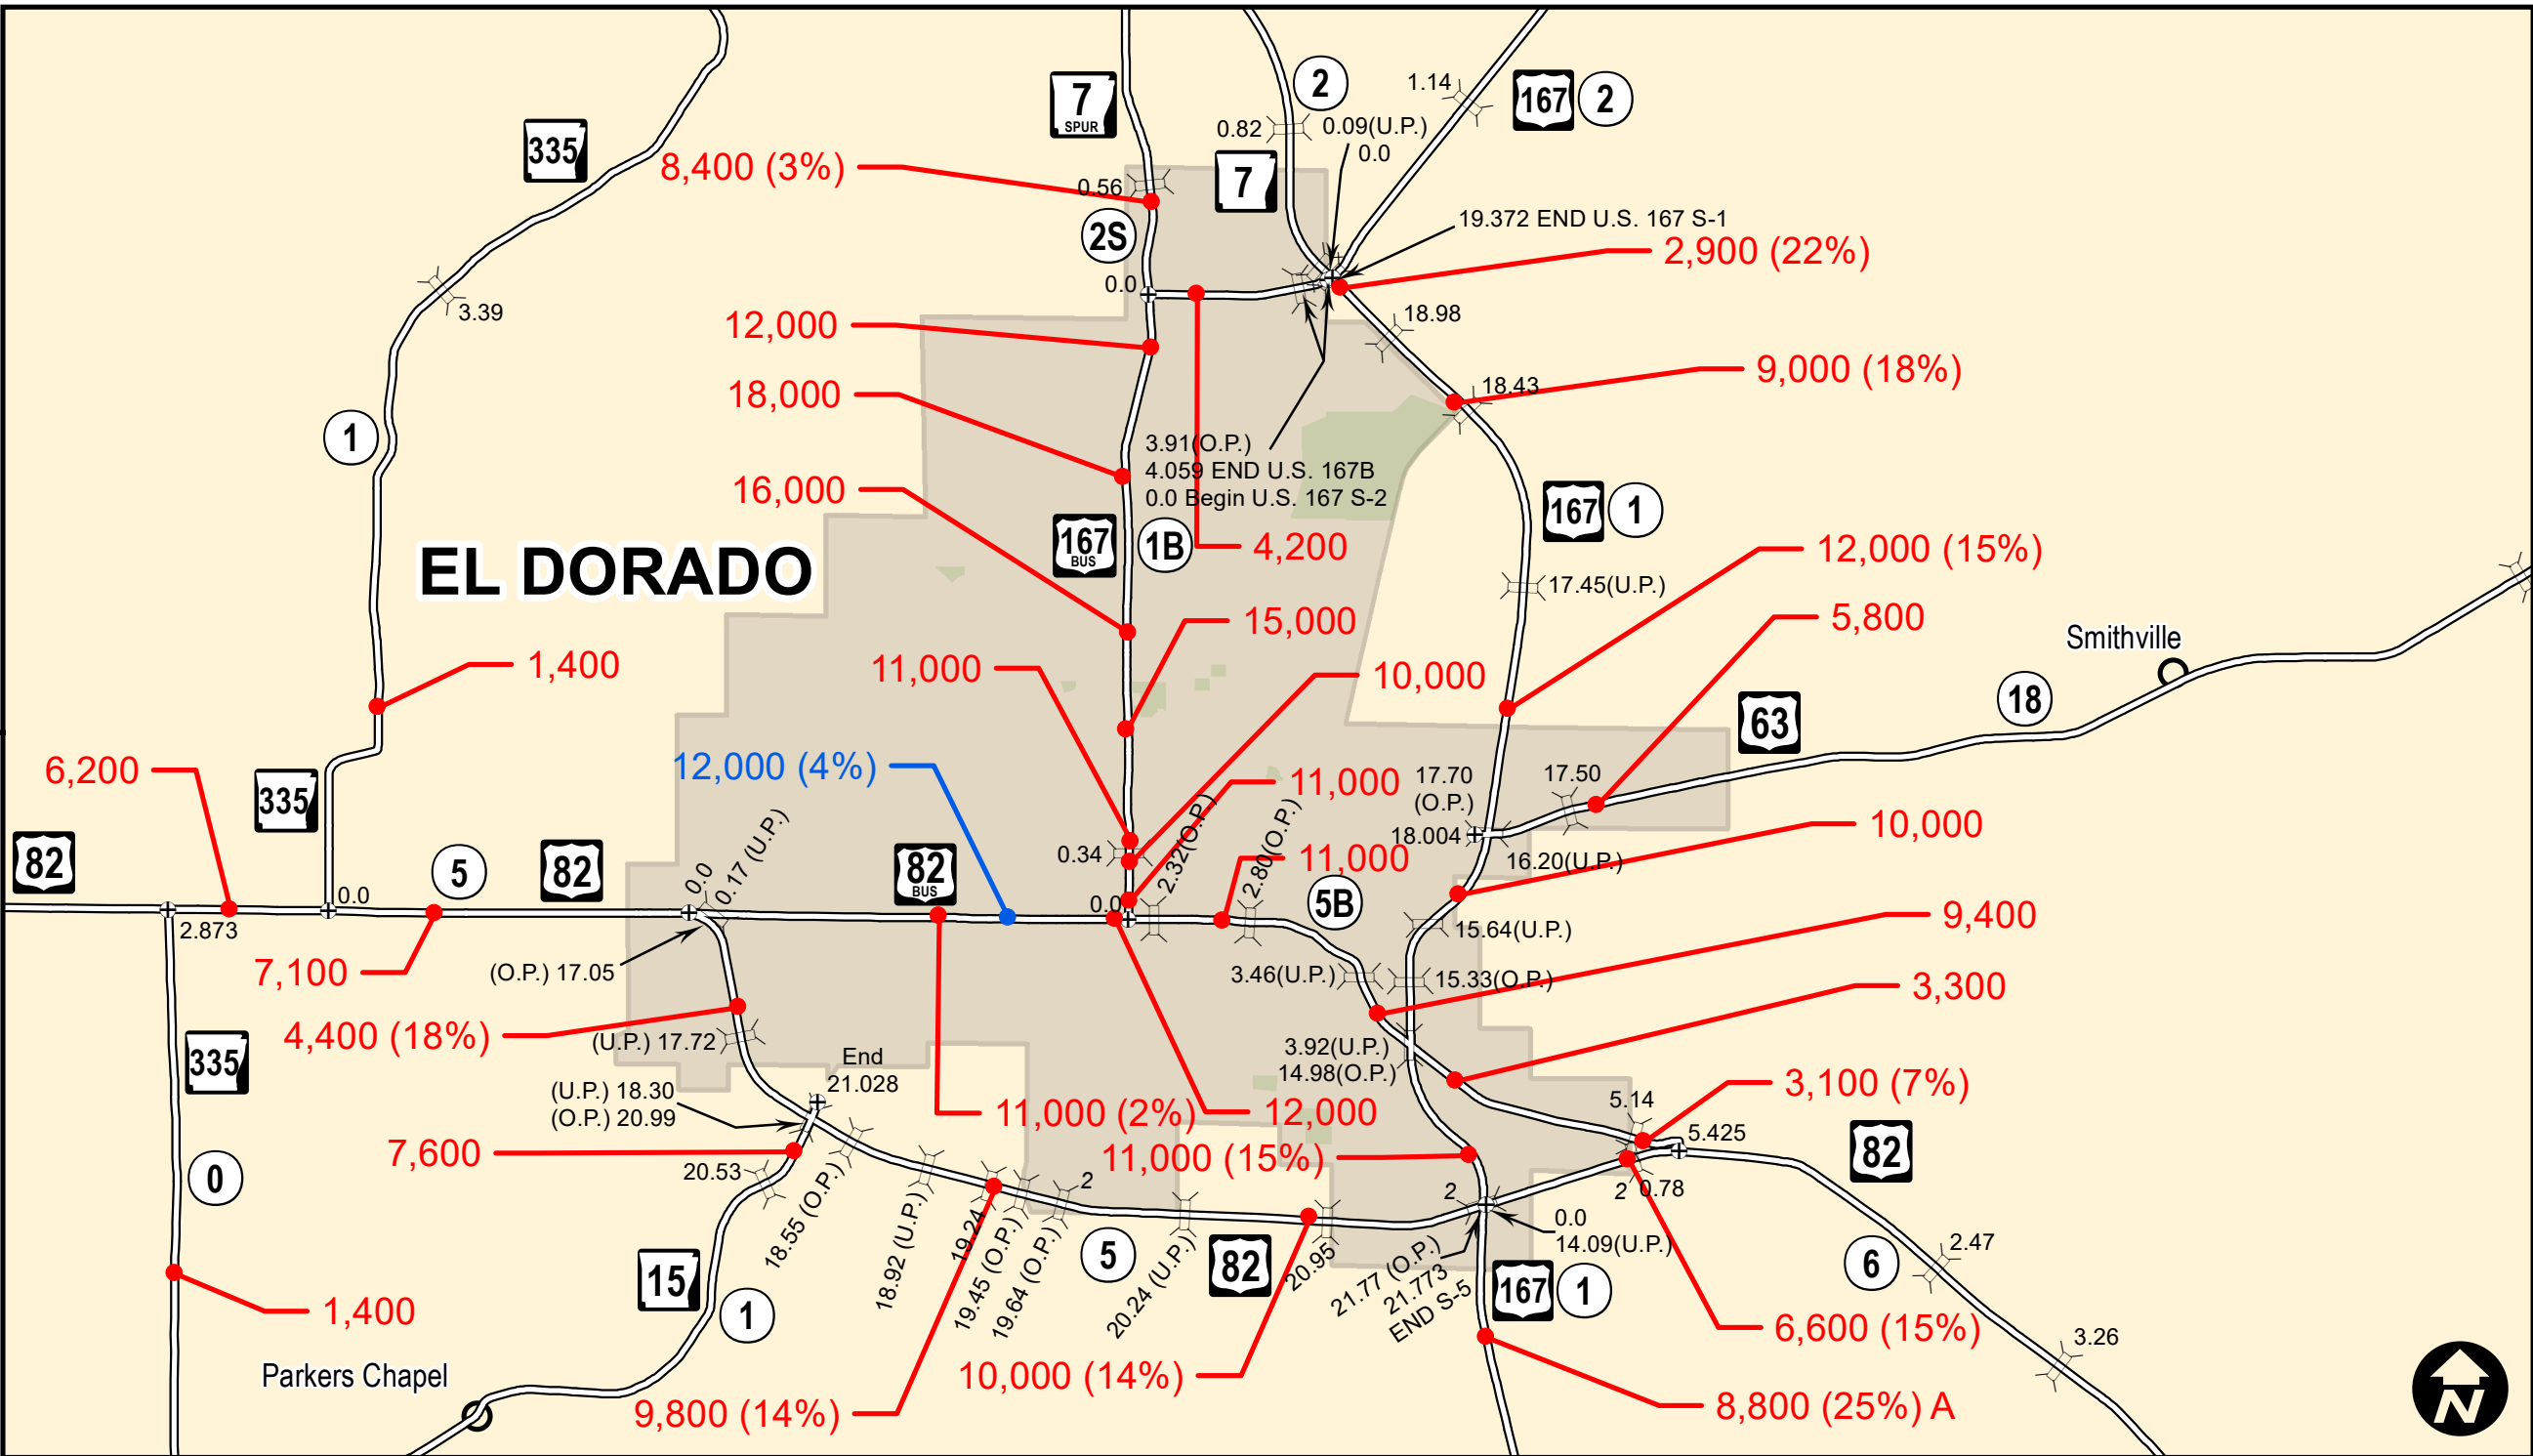 7
SPUR
2
1.14
167
2
335
0.82
0.09(U.P.)
0.0
8,400 (3%)
7
0.56
19.372 END U.S. 167 S-1
2S
2,900 (22%)
0.0
3.39
18.98
12,000
9,000 (18%)
18,000
18.43
1
3.91(O.P.)
4.059 END U.S. 167B
0.0 Begin U.S. 167 S-2
16,000
167
1
167
BUS
1B
4,200
12,000 (15%)
EL DORADO
17.45(U.P.)
15,000
5,800
Smithville
1,400
11,000
10,000
18
63
6,200
12,000 (4%)
11,000
17.70
(O.P.)
17.50
335
0.17 (U.P.)
2.32(O.P.)
2.80(O.P.)
10,000
18.004
82
5
82
82
BUS
0.34
11,000
16.20(U.P.)
0.0
0.0
0.0
5B
9,400
2.873
7,100
(O.P.) 17.05
15.64(U.P.)
3.46(U.P.)
15.33(O.P.)
3,300
4,400 (18%)
(U.P.) 17.72
335
End
21.028
3.92(U.P.)
14.98(O.P.)
(U.P.) 18.30
(O.P.) 20.99
11,000 (2%)
12,000
3,100 (7%)
5.14
5.425
7,600
11,000 (15%)
82
20.53
0
18.55 (O.P.)
18.92 (U.P.)
19.24
19.45 (O.P.)
19.64 (O.P.)
2
20.24 (U.P.)
2
2
0.78
0.0
14.09(U.P.)
15
1
5
82
20.95
21.77 (O.P.)
21.773
END S-5
167
1
6
2.47
1,400
6,600 (15%)
3.26
Parkers Chapel
10,000 (14%)
9,800 (14%)
8,800 (25%) A
N